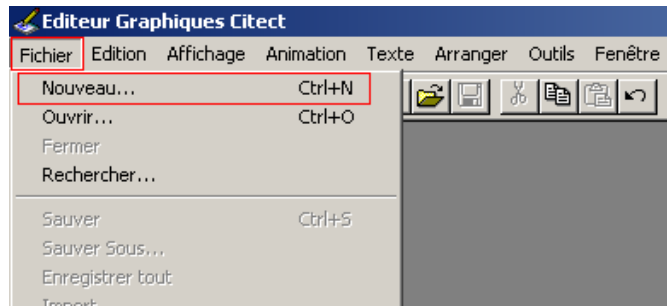 Editeur Graphiques Citect
Fichier Edition Affichage Animation Texte Arranger Outils Fenêtre
Nouveau... Ctrl+N
Ouvrir... Ctrl+O
Fermer
Rechercher...
Sauver Ctrl+S
Sauver Sous...
Enregistrer tout
Import